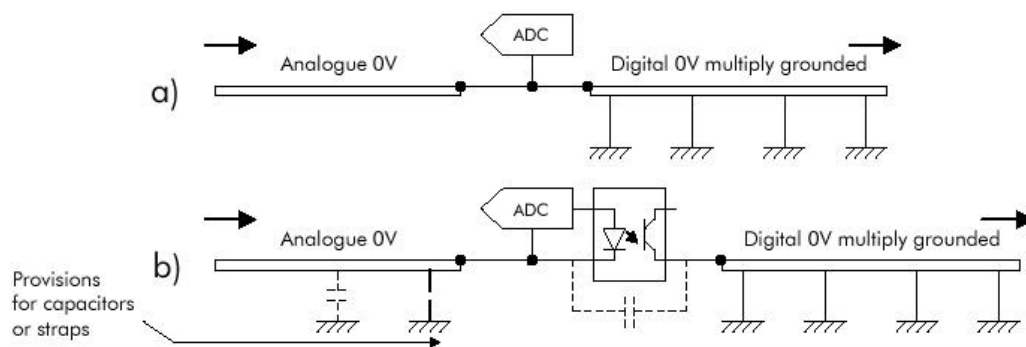 ADC
Analogue 0V
Digital 0V multiply grounded
a)
ADC
Analogue 0V
Digital 0V multiply grounded
b)
Provisions
for capacitors
or straps